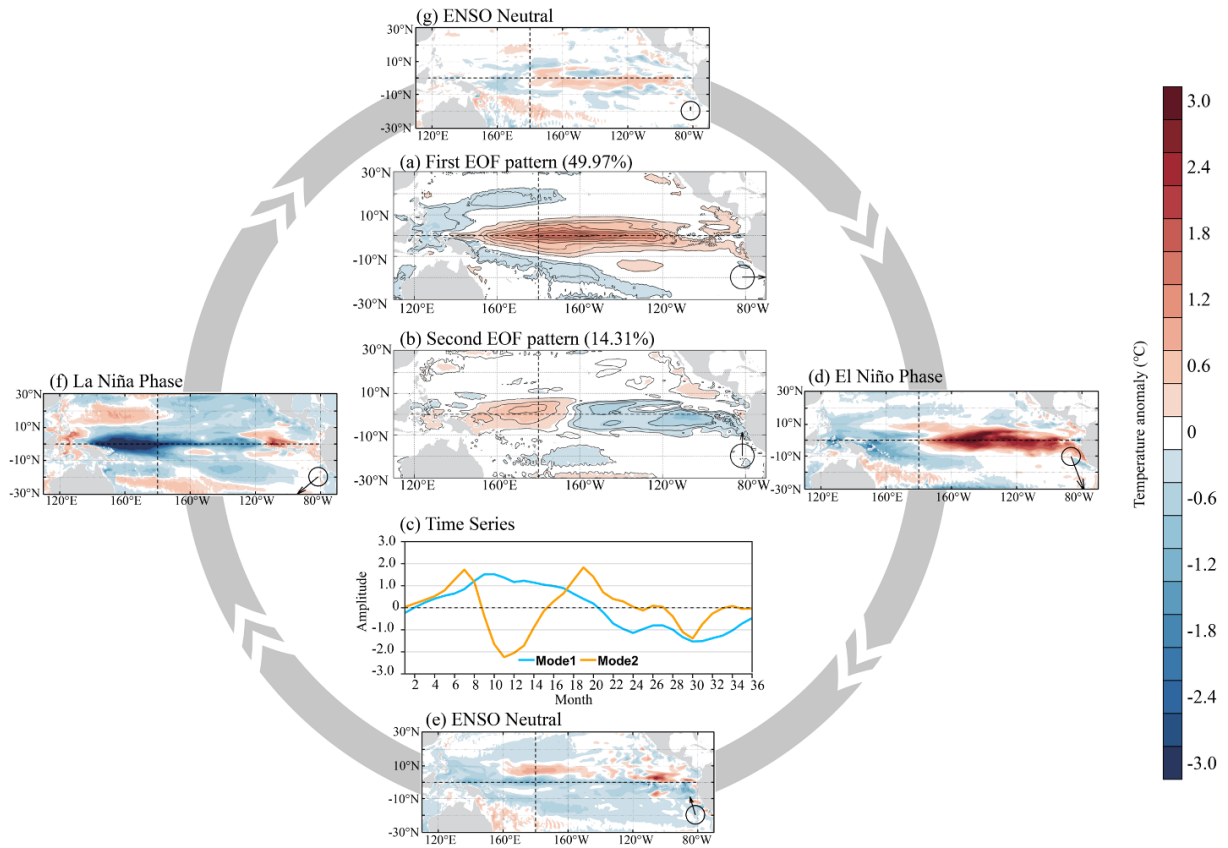 (g) ENSO Neutral
30°N
10°N
-10°N
-30°N
120°E 160°E 160°W 120°W 80°W
(a) First EOF pattern (49.97%)
30°N
10°N
-10°N
-30°N
120°E 160°E 160°W 120°W 80°W
(b) Second EOF pattern (14.31%)
30°N
10°N
-10°N
-30°N
120°E 160°E 160°W 120°W 80°W
(f) La Niña Phase
30°N
10°N
-10°N
-30°N
120°E 160°E 160°W 120°W 80°W
(d) El Niño Phase
30°N
10°N
-10°N
-30°N
120°E 160°E 160°W 120°W 80°W
(c) Time Series
3.0
2.0
1.0
0
-1.0
-2.0
-3.0
Amplitude
Mode1 Mode2
2 4 6 8 10 12 14 16 18 20 22 24 26 28 30 32 34 36
Month
(e) ENSO Neutral
30°N
10°N
-10°N
-30°N
120°E 160°E 160°W 120°W 80°W
Temperature anomaly (°C)
3.0
2.4
1.8
1.2
0.6
0
-0.6
-1.2
-1.8
-2.4
-3.0